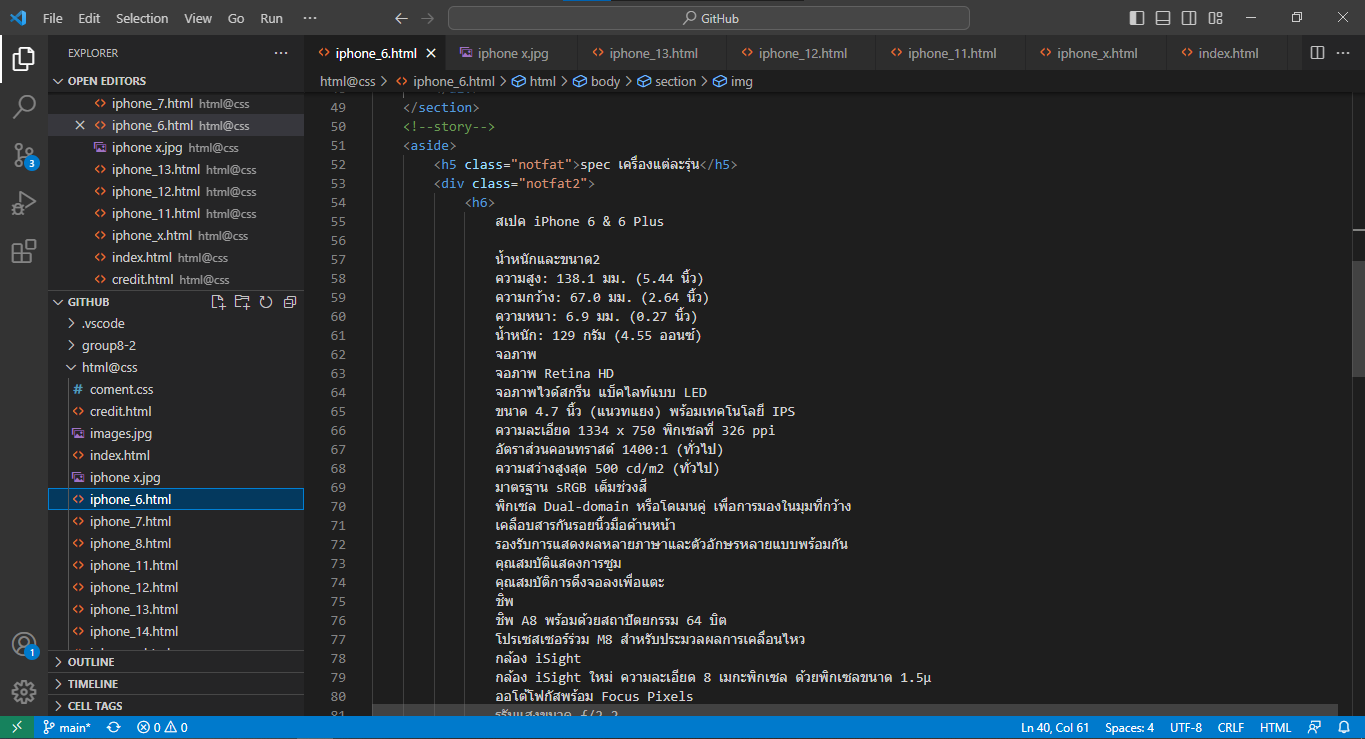 File Edit Selection View Go Run ···
GitHub
EXPLORER ···
OPEN EDITORS
iphone_7.html html@css
iphone_6.html html@css
iphone x.jpg html@css
iphone_13.html html@css
iphone_12.html html@css
iphone_11.html html@css
iphone_x.html html@css
index.html html@css
credit.html html@css
GITHUB
.vscode
group8-2
html@css
coment.css
credit.html
images.jpg
index.html
iphone x.jpg
iphone_6.html
iphone_7.html
iphone_8.html
iphone_11.html
iphone_12.html
iphone_13.html
iphone_14.html
OUTLINE
TIMELINE
CELL TAGS
3
1
iphone_6.html iphone x.jpg iphone_13.html iphone_12.html iphone_11.html iphone_x.html index.html ···
html@css > iphone_6.html > html > body > section > img
49 </section>
50 <!--story-->
51 <aside>
52 <h5 class="notfat">spec เครื่องแต่ละรุ่น</h5>
53 <div class="notfat2">
54 <h6>
55 สเปค iPhone 6 & 6 Plus
56
57 น้ำหนักและขนาด2
58 ความสูง: 138.1 มม. (5.44 นิ้ว)
59 ความกว้าง: 67.0 มม. (2.64 นิ้ว)
60 ความหนา: 6.9 มม. (0.27 นิ้ว)
61 น้ำหนัก: 129 กรัม (4.55 ออนซ์)
62 จอภาพ
63 จอภาพ Retina HD
64 จอภาพไวด์สกรีน แบ็คไลท์แบบ LED
65 ขนาด 4.7 นิ้ว (แนวทแยง) พร้อมเทคโนโลยี IPS
66 ความละเอียด 1334 x 750 พิกเซลที่ 326 ppi
67 อัตราส่วนคอนทราสต์ 1400:1 (ทั่วไป)
68 ความสว่างสูงสุด 500 cd/m2 (ทั่วไป)
69 มาตรฐาน sRGB เต็มช่วงสี
70 พิกเซล Dual-domain หรือโดเมนคู่ เพื่อการมองในมุมที่กว้าง
71 เคลือบสารกันรอยนิ้วมือด้านหน้า
72 รองรับการแสดงผลหลายภาษาและตัวอักษรหลายแบบพร้อมกัน
73 คุณสมบัติแสดงการซูม
74 คุณสมบัติการดึงจอลงเพื่อแตะ
75 ชิพ
76 ชิพ A8 พร้อมด้วยสถาปัตยกรรม 64 บิต
77 โปรเซสเซอร์ร่วม M8 สำหรับประมวลผลการเคลื่อนไหว
78 กล้อง iSight
79 กล้อง iSight ใหม่ ความละเอียด 8 เมกะพิกเซล ด้วยพิกเซลขนาด 1.5µ
80 ออโต้โฟกัสพร้อม Focus Pixels
81
main* 0 0 Ln 40, Col 61 Spaces: 4 UTF-8 CRLF HTML